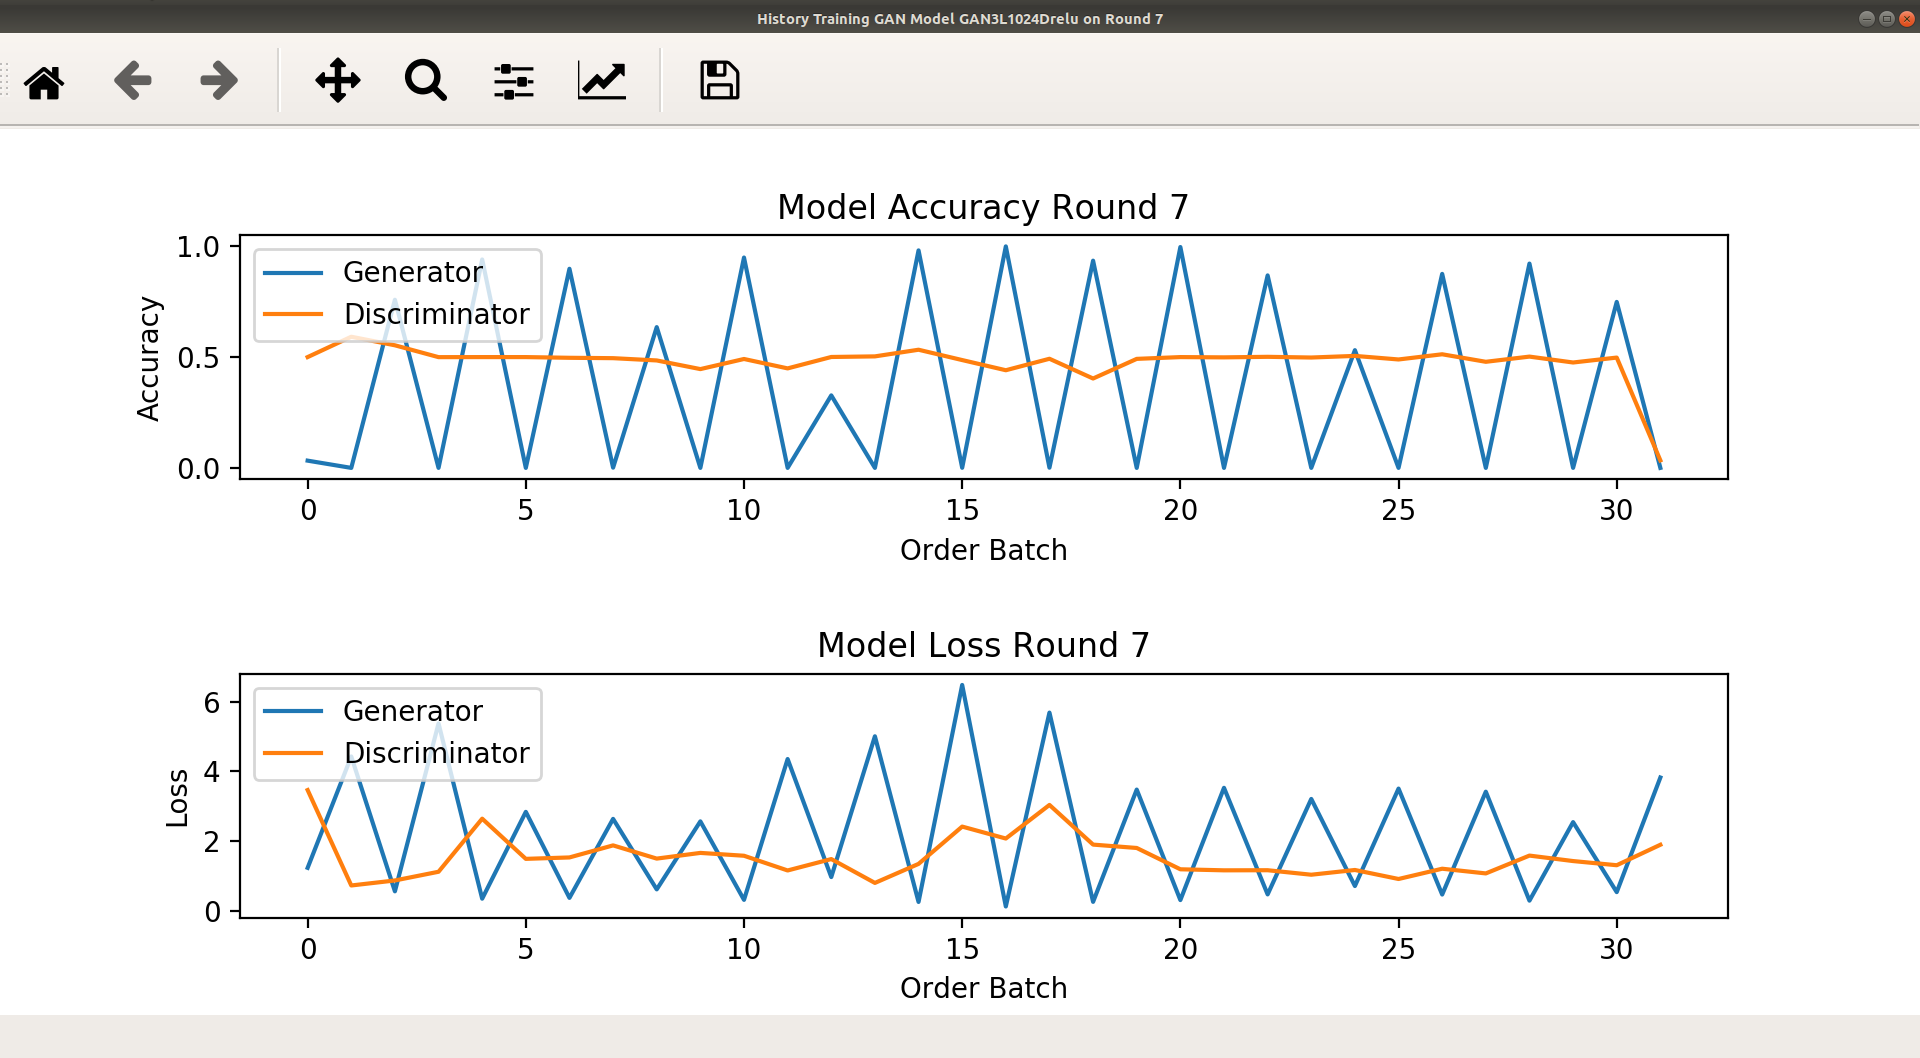 History Training GAN Model GAN3L1024Drelu on Round 7
Model Accuracy Round 7
1.0
0.5
0.0
Accuracy
Generator
Discriminator
0 5 10 15 20 25 30
Order Batch
Model Loss Round 7
6
4
2
0
Loss
Generator
Discriminator
0 5 10 15 20 25 30
Order Batch